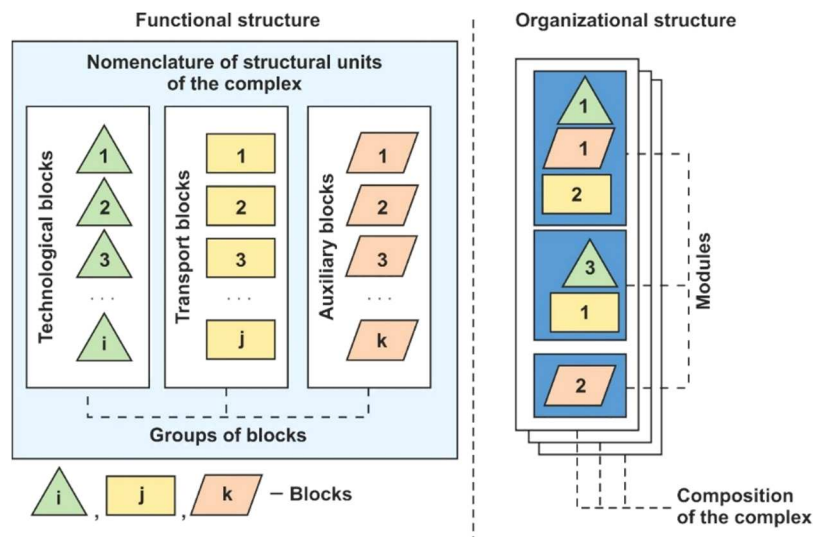 Functional structure
Nomenclature of structural units
of the complex
Technological blocks
1
2
3
. . .
i
Transport blocks
1
2
3
. . .
j
Auxiliary blocks
1
2
3
. . .
k
Groups of blocks
i , j , k – Blocks
Organizational structure
1
1
2
3
1
2
Modules
Composition
of the complex